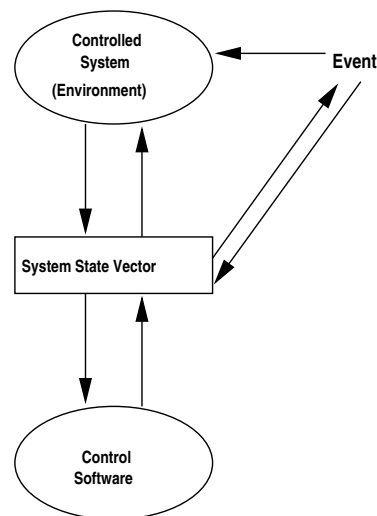 Controlled
System
(Environment)
Event
System State Vector
Control
Software